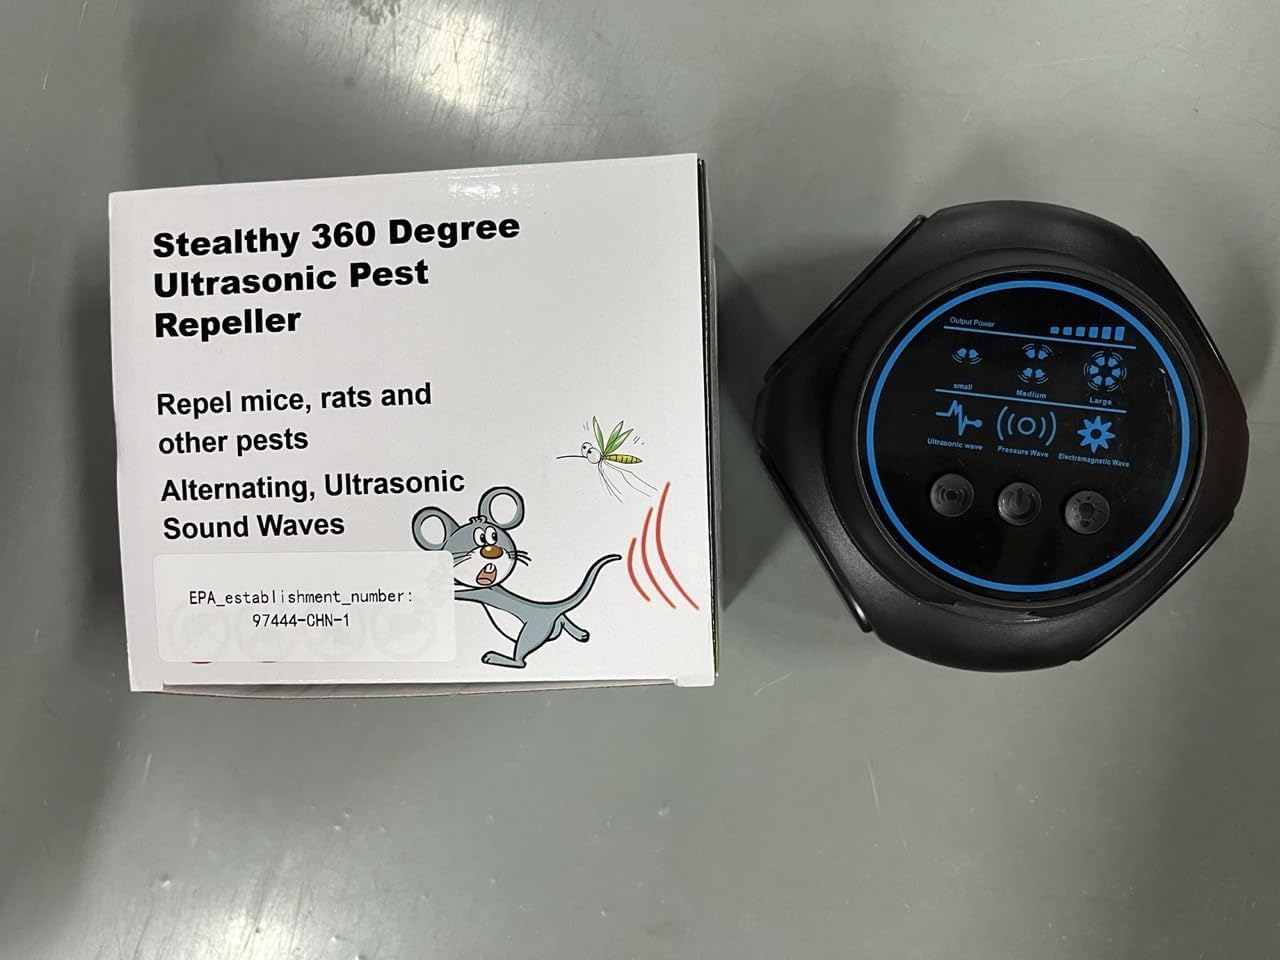 Stealthy 360 Degree
Ultrasonic Pest
Repeller
Repel mice, rats and
other pests
Alternating, Ultrasonic
Sound Waves
EPA_establishment_number:
97444-CHN-1
Output Power
small
Medium
Large
Ultrasonic wave
Pressure Wave
Electromagnetic Wave